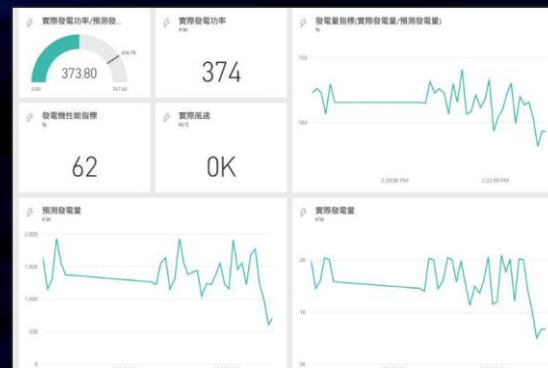 實際發電功率/預測發...
373.80
0.00
747.60
實際發電功率
KW
374
發電量指標(實際發電量/預測發電量)
%
150
100
2:20:00 PM
2:22:00 PM
發電機性能指標
%
62
實際風速
M/S
0K
預測發電量
KW
2,000
1,500
1,000
500
0
實際發電量
KW
2K
1K
0K